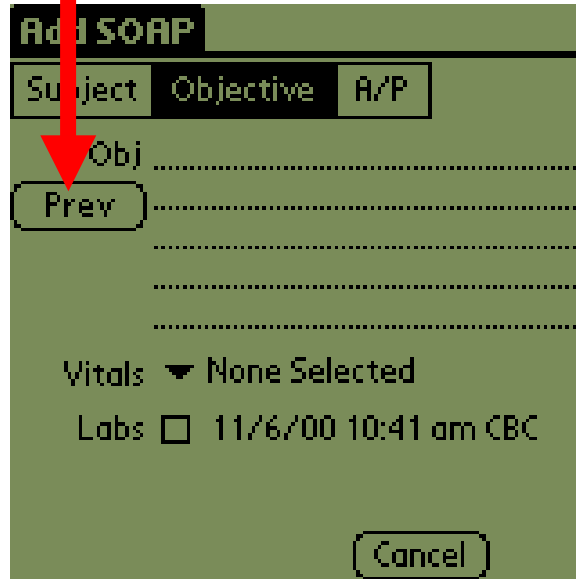 Add SOAP
Subject Objective A/P
Obj
Prev
Vitals None Selected
Labs 11/6/00 10:41 am CBC
Cancel